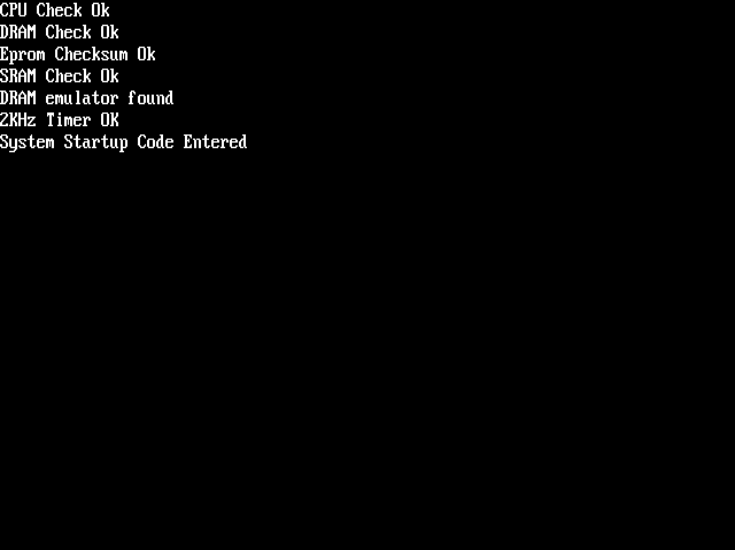 CPU Check Ok
DRAM Check Ok
Eprom Checksum Ok
SRAM Check Ok
DRAM emulator found
2KHz Timer OK
System Startup Code Entered